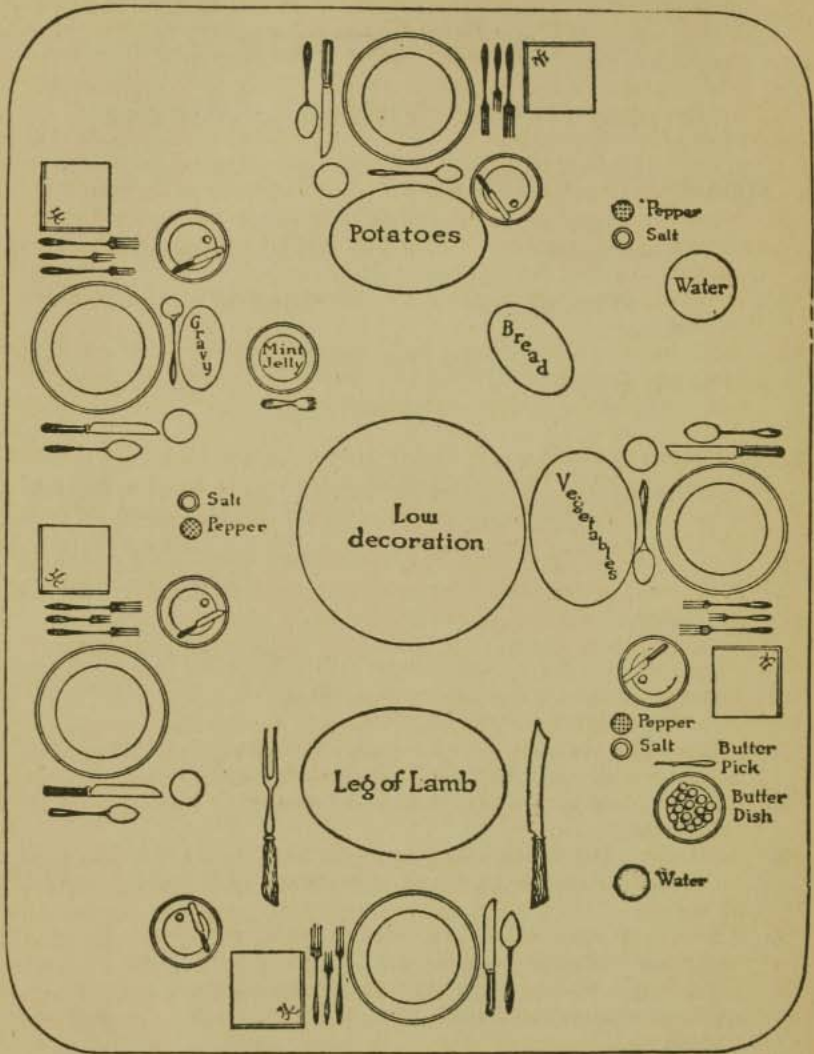 Potatoes
Pepper
Salt
Water
Gravy
Mint
Jelly
Bread
Low
decoration
Vegetables
Salt
Pepper
Leg of Lamb
Pepper
Salt
Butter
Pick
Butter
Dish
Water